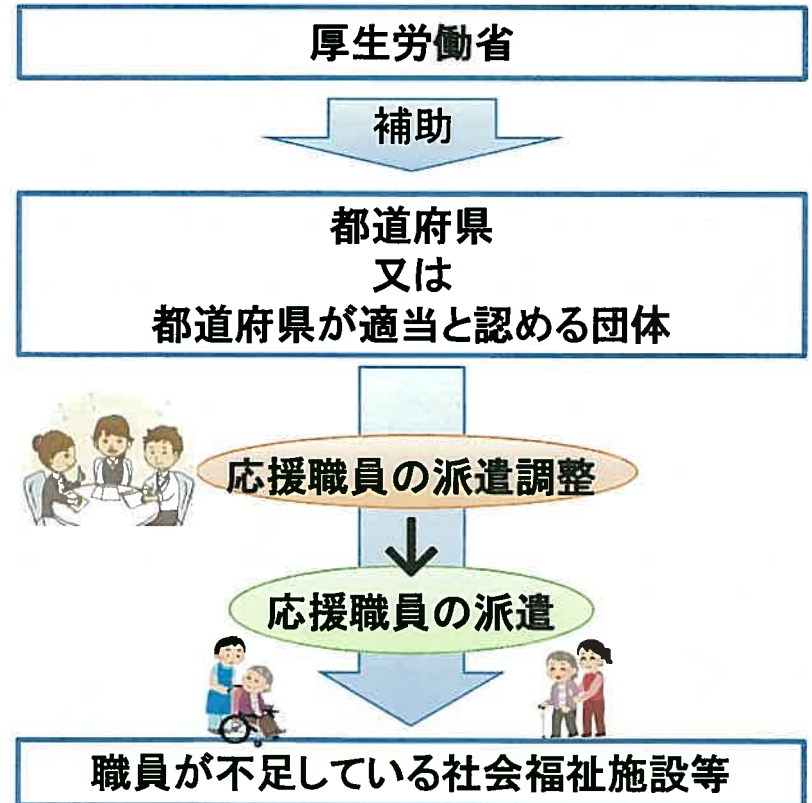 厚生労働省
補助
都道府県
又は
都道府県が適当と認める団体
応援職員の派遣調整
応援職員の派遣
職員が不足している社会福祉施設等